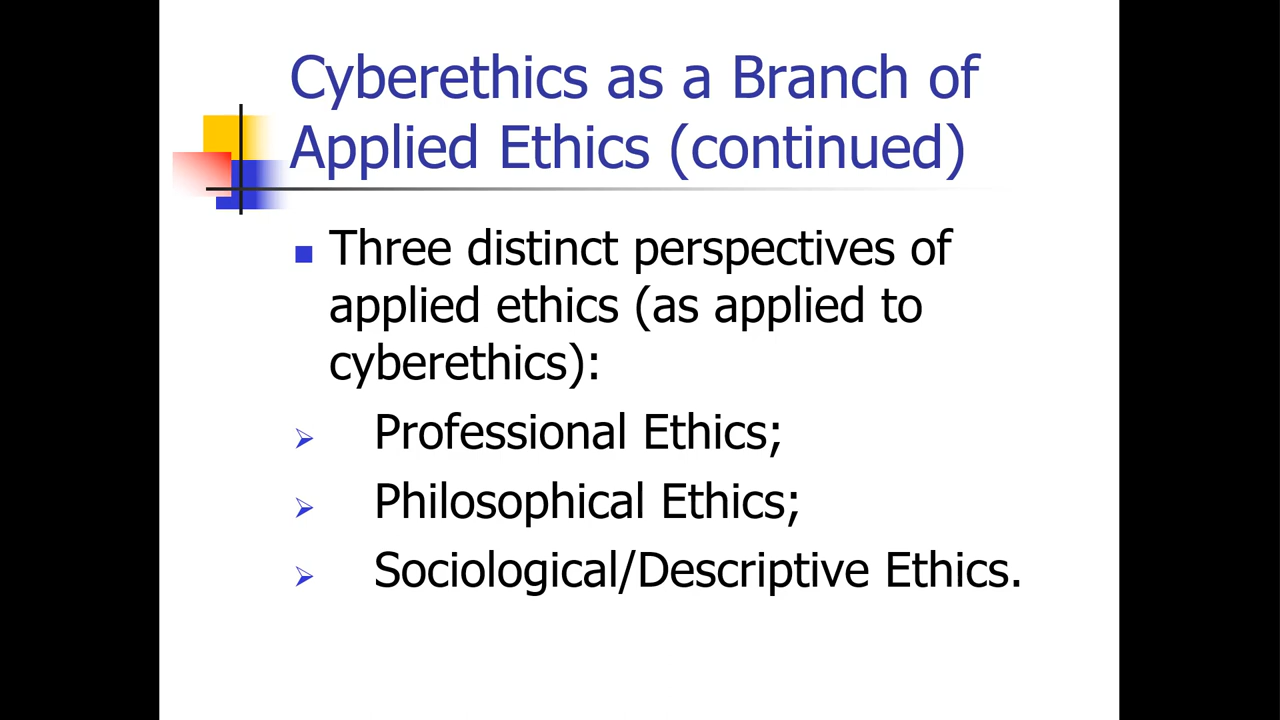 Cyberethics as a Branch of
Applied Ethics (continued)
Three distinct perspectives of
applied ethics (as applied to
cyberethics):
Professional Ethics;
Philosophical Ethics;
Sociological/Descriptive Ethics.